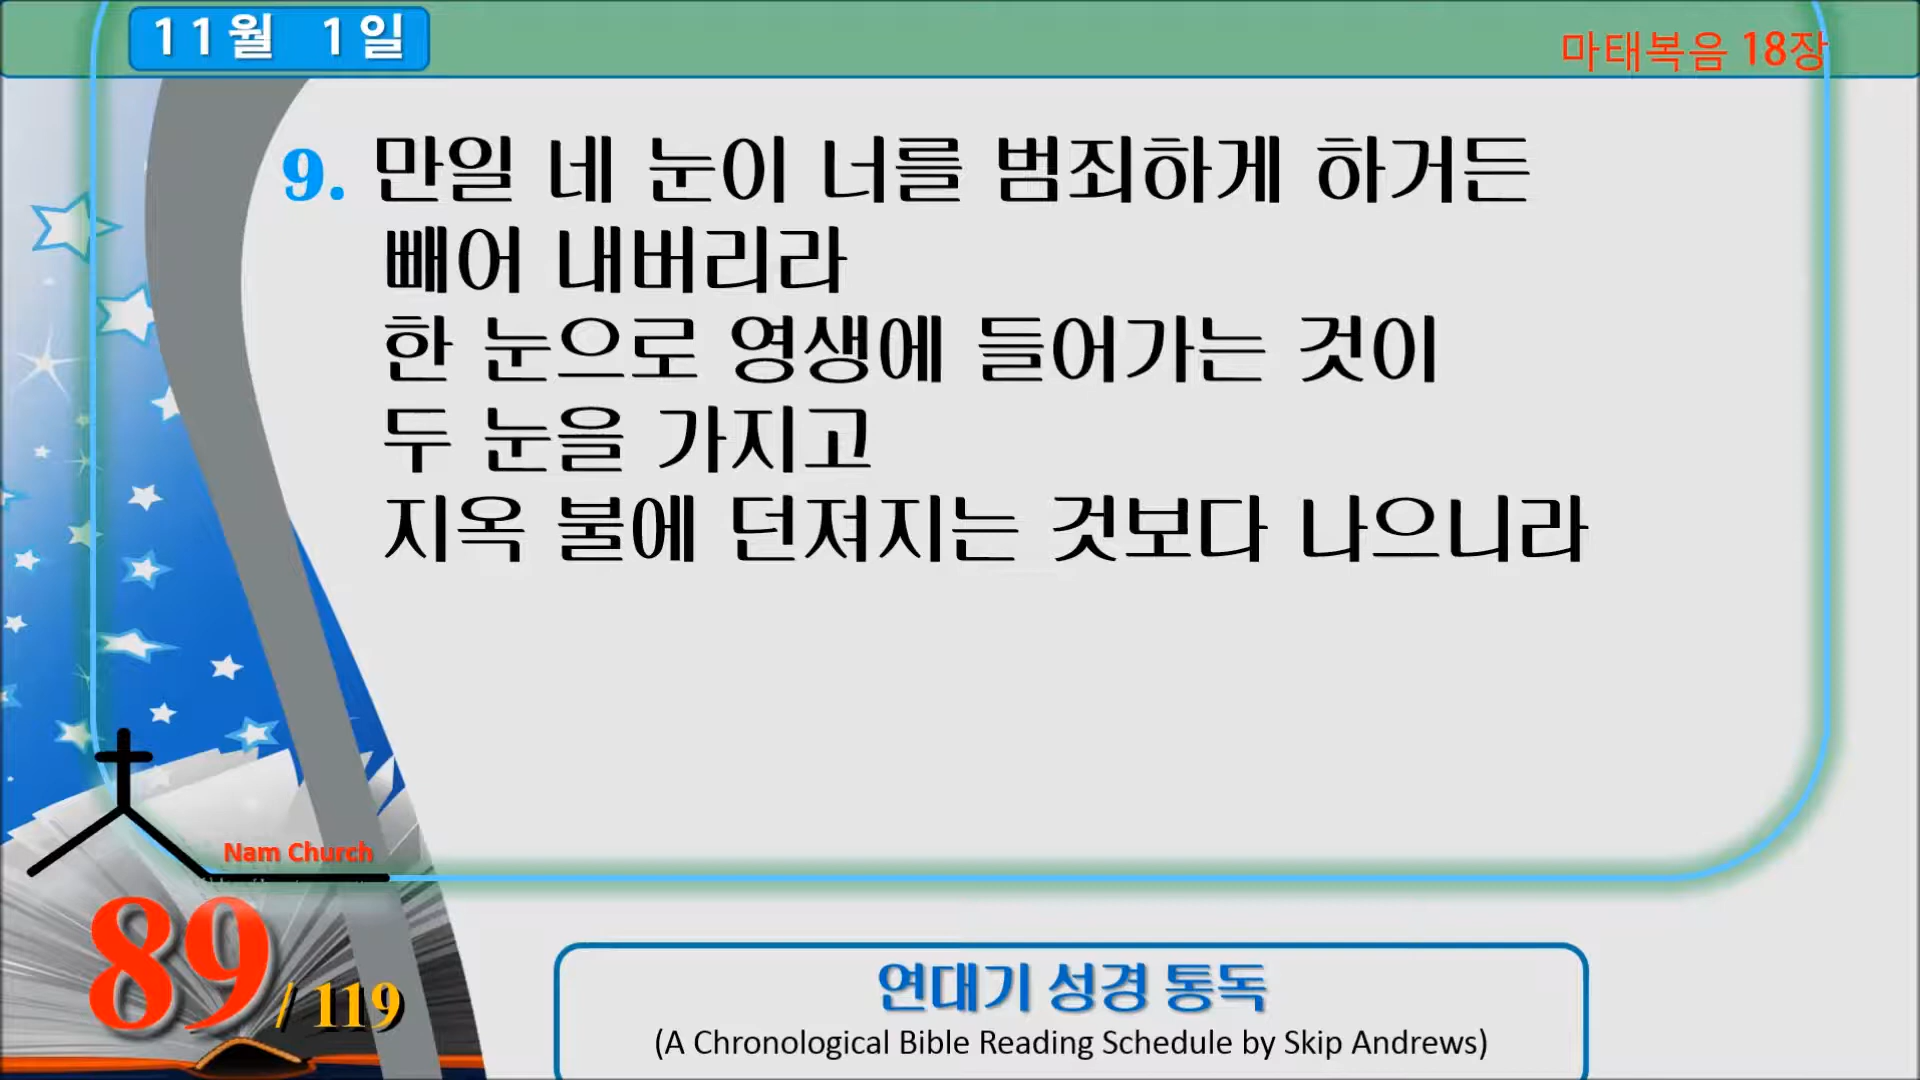 11월 1일
마태복음 18장
9. 만일 네 눈이 너를 범죄하게 하거든
빼어 내버리라
한 눈으로 영생에 들어가는 것이
두 눈을 가지고
지옥 불에 던져지는 것보다 나으니라
Nam Church
89 / 119
연대기 성경 통독
(A Chronological Bible Reading Schedule by Skip Andrews)